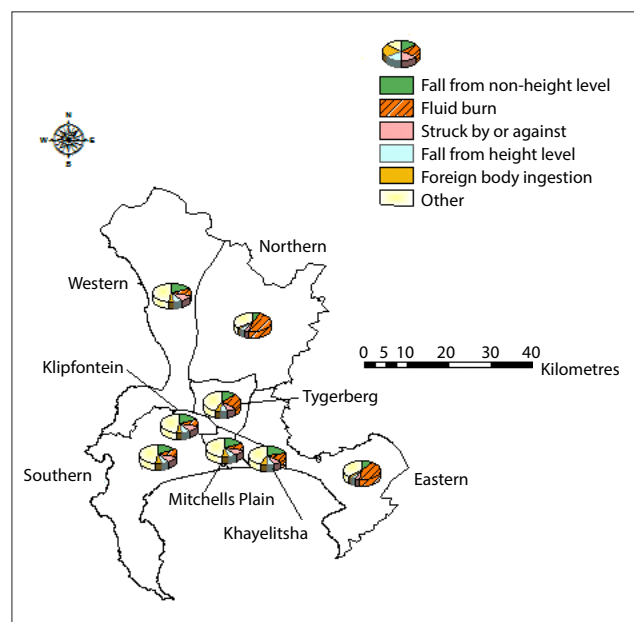 Fall from non-height level
Fluid burn
Struck by or against
Fall from height level
Foreign body ingestion
Other
N
W
E
S
Northern
Western
0 5 10 20 30 40
Kilometres
Klipfontein
Tygerberg
Southern
Eastern
Mitchells Plain
Khayelitsha